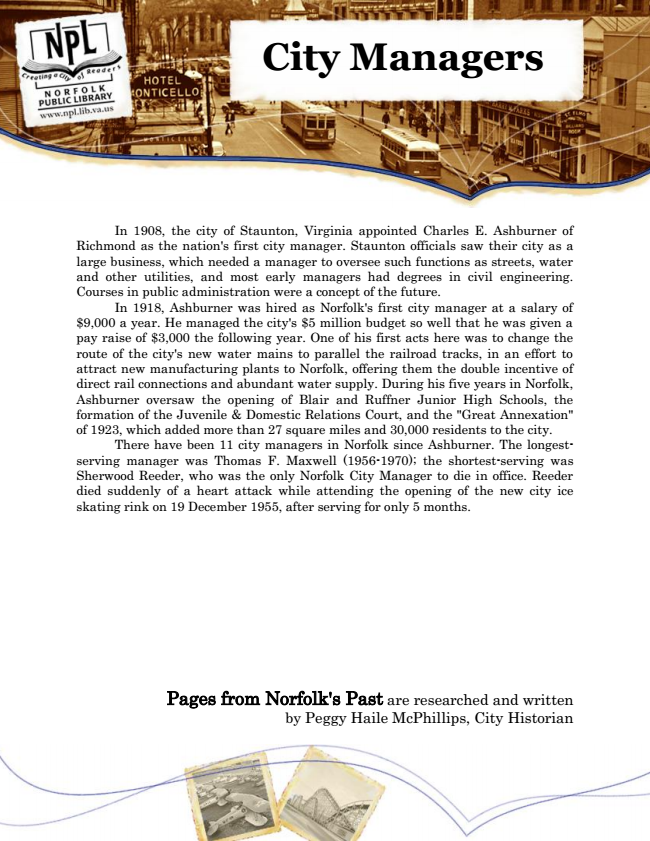 NPL
Creating a City of Readers
NORFOLK
PUBLIC LIBRARY
www.npl.lib.va.us
HOTEL
MONTICELLO
City Managers
In 1908, the city of Staunton, Virginia appointed Charles E. Ashburner of
Richmond as the nation's first city manager. Staunton officials saw their city as a
large business, which needed a manager to oversee such functions as streets, water
and other utilities, and most early managers had degrees in civil engineering.
Courses in public administration were a concept of the future.
In 1918, Ashburner was hired as Norfolk's first city manager at a salary of
$9,000 a year. He managed the city's $5 million budget so well that he was given a
pay raise of $3,000 the following year. One of his first acts here was to change the
route of the city's new water mains to parallel the railroad tracks, in an effort to
attract new manufacturing plants to Norfolk, offering them the double incentive of
direct rail connections and abundant water supply. During his five years in Norfolk,
Ashburner oversaw the opening of Blair and Ruffner Junior High Schools, the
formation of the Juvenile & Domestic Relations Court, and the "Great Annexation"
of 1923, which added more than 27 square miles and 30,000 residents to the city.
There have been 11 city managers in Norfolk since Ashburner. The longest-
serving manager was Thomas F. Maxwell (1956-1970); the shortest-serving was
Sherwood Reeder, who was the only Norfolk City Manager to die in office. Reeder
died suddenly of a heart attack while attending the opening of the new city ice
skating rink on 19 December 1955, after serving for only 5 months.
Pages from Norfolk's Past are researched and written
by Peggy Haile McPhillips, City Historian